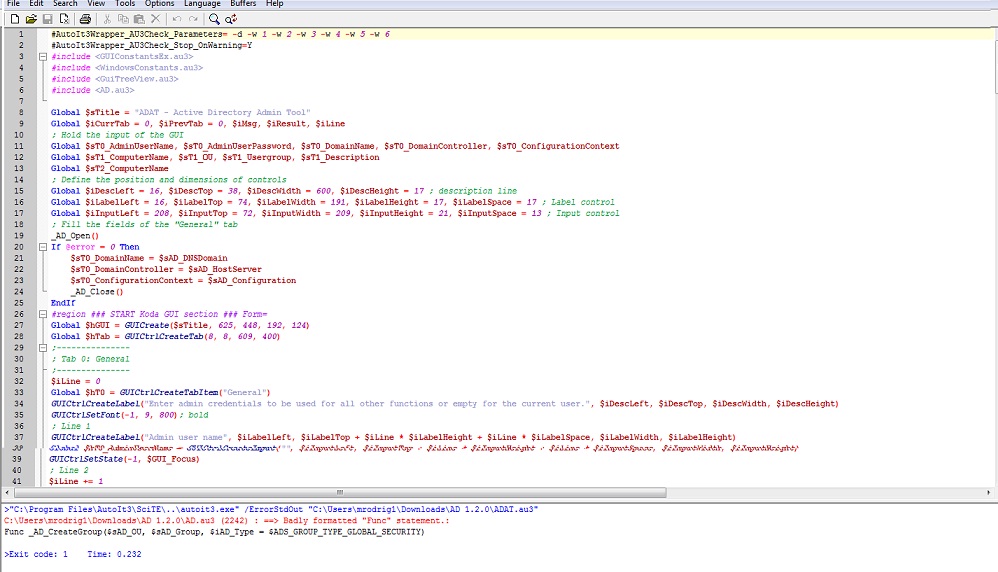 File Edit Search View Tools Options Language Buffers Help
1 #AutoIt3Wrapper_AU3Check_Parameters= -d -w 1 -w 2 -w 3 -w 4 -w 5 -w 6
2 #AutoIt3Wrapper_AU3Check_Stop_OnWarning=Y
3 #include <GUIConstantsEx.au3>
4 #include <WindowsConstants.au3>
5 #include <GuiTreeView.au3>
6 #include <AD.au3>
7
8 Global $sTitle = "ADAT - Active Directory Admin Tool"
9 Global $iCurrTab = 0, $iPrevTab = 0, $iMsg, $iResult, $iLine
10 ; Hold the input of the GUI
11 Global $sT0_AdminUserName, $sT0_AdminUserPassword, $sT0_DomainName, $sT0_DomainController, $sT0_ConfigurationContext
12 Global $sT1_ComputerName, $sT1_OU, $sT1_Usergroup, $sT1_Description
13 Global $sT2_ComputerName
14 ; Define the position and dimensions of controls
15 Global $iDescLeft = 16, $iDescTop = 38, $iDescWidth = 600, $iDescHeight = 17 ; description line
16 Global $iLabelLeft = 16, $iLabelTop = 74, $iLabelWidth = 191, $iLabelHeight = 17, $iLabelSpace = 17 ; Label control
17 Global $iInputLeft = 208, $iInputTop = 72, $iInputWidth = 209, $iInputHeight = 21, $iInputSpace = 13 ; Input control
18 ; Fill the fields of the "General" tab
19 _AD_Open()
20 If @error = 0 Then
21 $sT0_DomainName = $sAD_DNSDomain
22 $sT0_DomainController = $sAD_HostServer
23 $sT0_ConfigurationContext = $sAD_Configuration
24 _AD_Close()
25 EndIf
26 #region ### START Koda GUI section ### Form=
27 Global $hGUI = GUICreate($sTitle, 625, 448, 192, 124)
28 Global $hTab = GUICtrlCreateTab(8, 8, 609, 400)
29 ;---------------
30 ; Tab 0: General
31 ;---------------
32 $iLine = 0
33 Global $hT0 = GUICtrlCreateTabItem("General")
34 GUICtrlCreateLabel("Enter admin credentials to be used for all other functions or empty for the current user.", $iDescLeft, $iDescTop, $iDescWidth, $iDescHeight)
35 GUICtrlSetFont(-1, 9, 800); bold
36 ; Line 1
37 GUICtrlCreateLabel("Admin user name", $iLabelLeft, $iLabelTop + $iLine * $iLabelHeight + $iLine * $iLabelSpace, $iLabelWidth, $iLabelHeight)
39 GUICtrlSetState(-1, $GUI_Focus)
40 ; Line 2
41 $iLine += 1
>"C:\Program Files\AutoIt3\SciTE\..\autoit3.exe" /ErrorStdOut "C:\Users\mrodrig1\Downloads\AD 1.2.0\ADAT.au3"
C:\Users\mrodrig1\Downloads\AD 1.2.0\AD.au3 (2242) : ==> Badly formatted "Func" statement.:
Func _AD_CreateGroup($sAD_OU, $sAD_Group, $iAD_Type = $ADS_GROUP_TYPE_GLOBAL_SECURITY)
>Exit code: 1 Time: 0.232